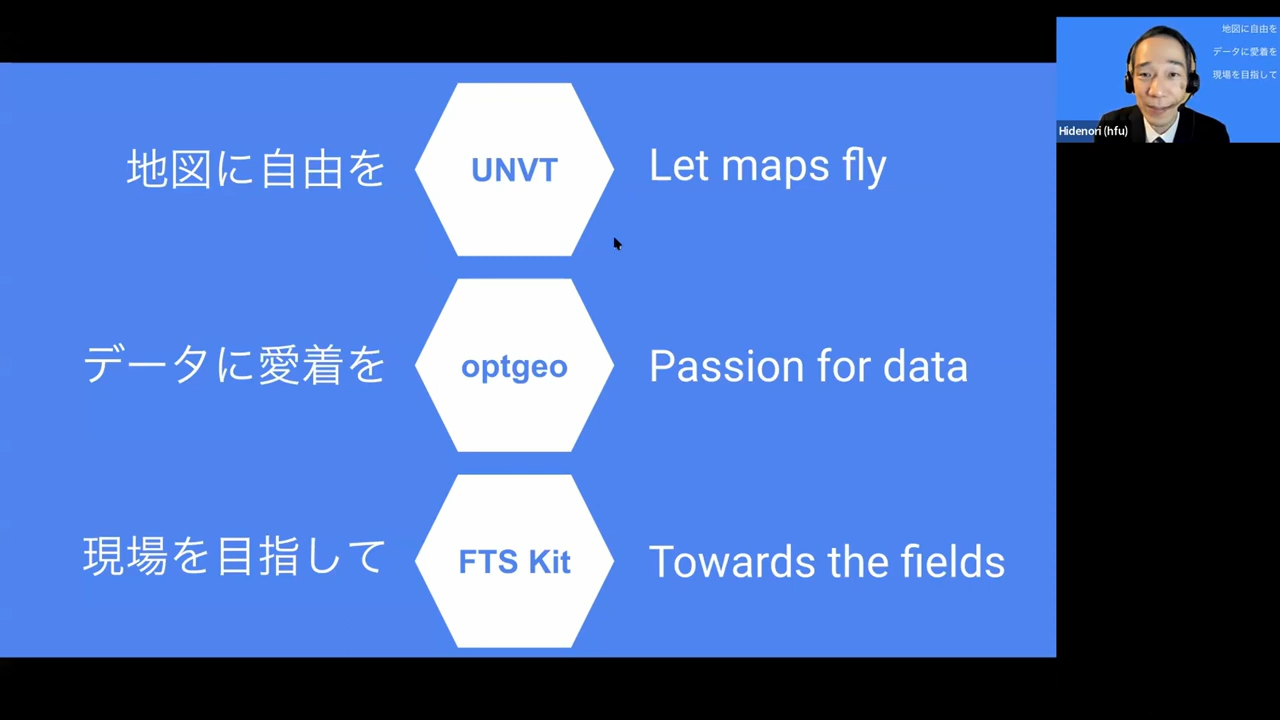 地図に自由を
UNVT
Let maps fly
データに愛着を
optgeo
Passion for data
現場を目指して
FTS Kit
Towards the fields
地図に自由を
データに愛着を
現場を目指して
Hidenori (hfu)